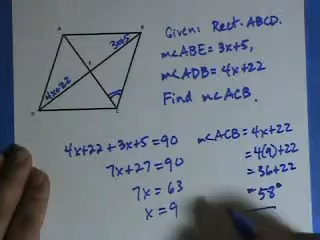 A
B
3x+5
E
4x+22
D
C
Given: Rect. ABCD.
m∠ABE = 3x+5,
m∠ADB = 4x+22
Find m∠ACB.
4x+22+3x+5=90
7x+27=90
7x=63
x=9
m∠ACB=4x+22
=4(9)+22
=36+22
=58°